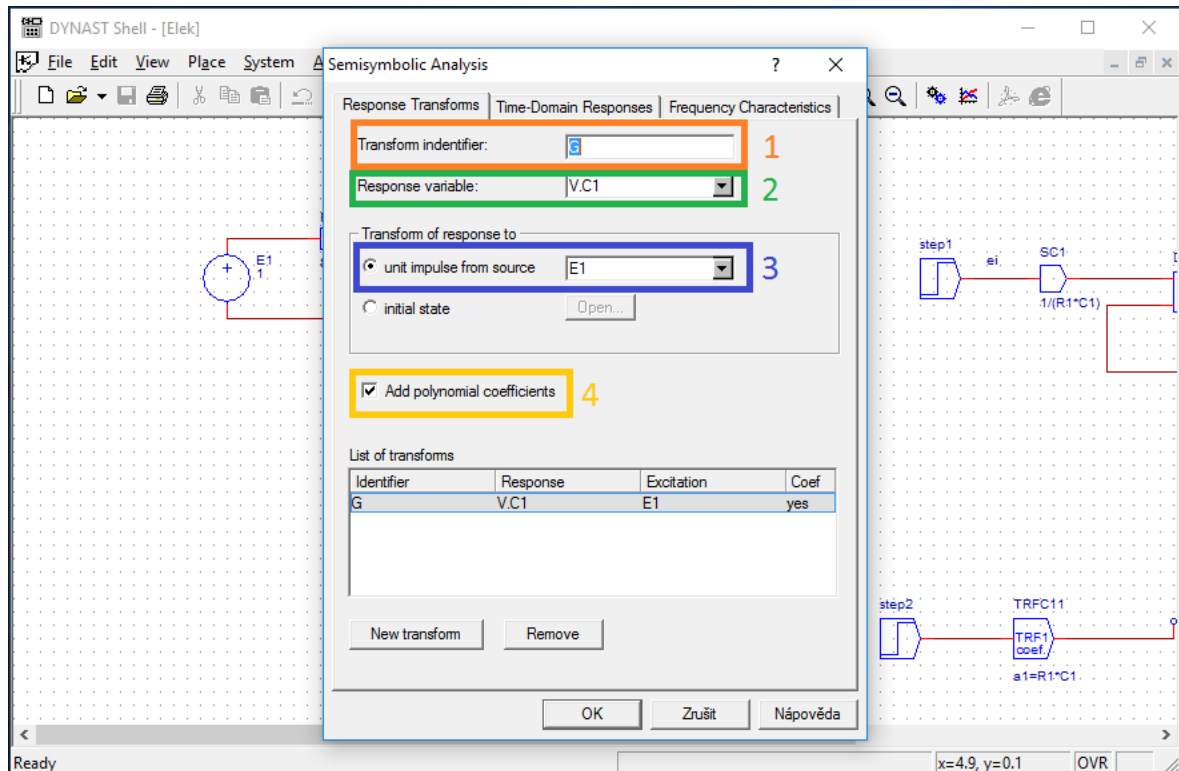 DYNAST Shell - [Elek]
File Edit View Place System A
Semisymbolic Analysis ? 
Response Transforms Time-Domain Responses Frequency Characteristics
Transform indentifier: G 1
Response variable: V.C1 2
Transform of response to
unit impulse from source E1 3
initial state Open...
Add polynomial coefficients 4
List of transforms
Identifier Response Excitation Coef
G V.C1 E1 yes
New transform Remove
OK Zrušit Nápověda
E1
1
step1
ei
SC1
1/(R1*C1)
step2
TRFC11
TRF1
coef.
a1=R1*C1
Ready x=4.9, y=0.1 OVR